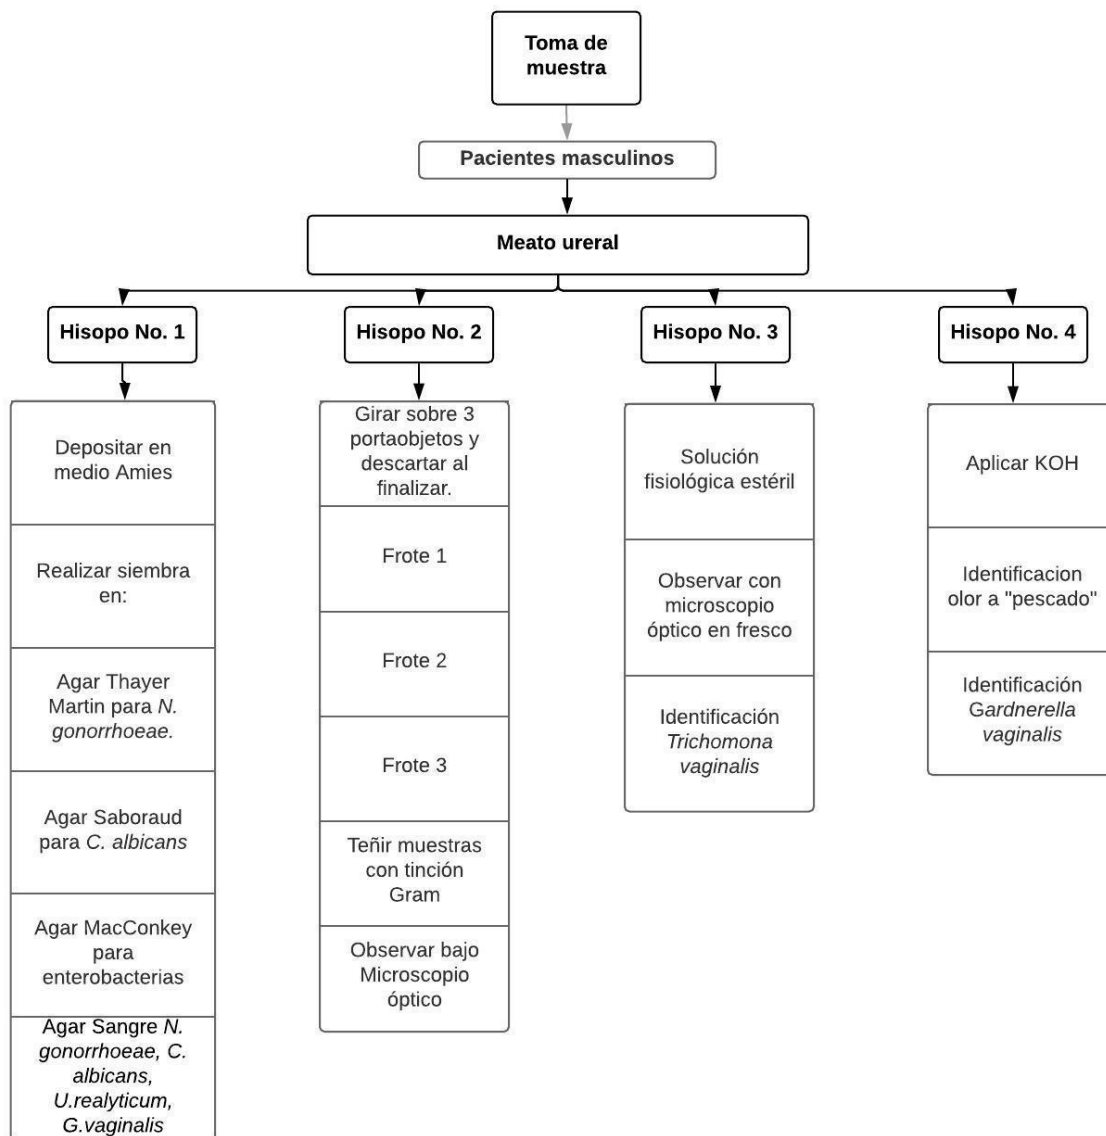 Toma de
muestra
Pacientes masculinos
Meato ureral
Hisopo No. 1
Hisopo No. 2
Hisopo No. 3
Hisopo No. 4
Depositar en
medio Amies
Realizar siembra
en:
Agar Thayer
Martin para N.
gonorrhoeae.
Agar Saboraud
para C. albicans
Agar MacConkey
para
enterobacterias
Agar Sangre N.
gonorrhoeae, C.
albicans,
U.realyticum,
G.vaginalis
Girar sobre 3
portaobjetos y
descartar al
finalizar.
Frote 1
Frote 2
Frote 3
Teñir muestras
con tinción
Gram
Observar bajo
Microscopio
óptico
Solución
fisiológica estéril
Observar con
microscopio
óptico en fresco
Identificación
Trichomona
vaginalis
Aplicar KOH
Identificacion
olor a "pescado"
Identificación
Gardnerella
vaginalis